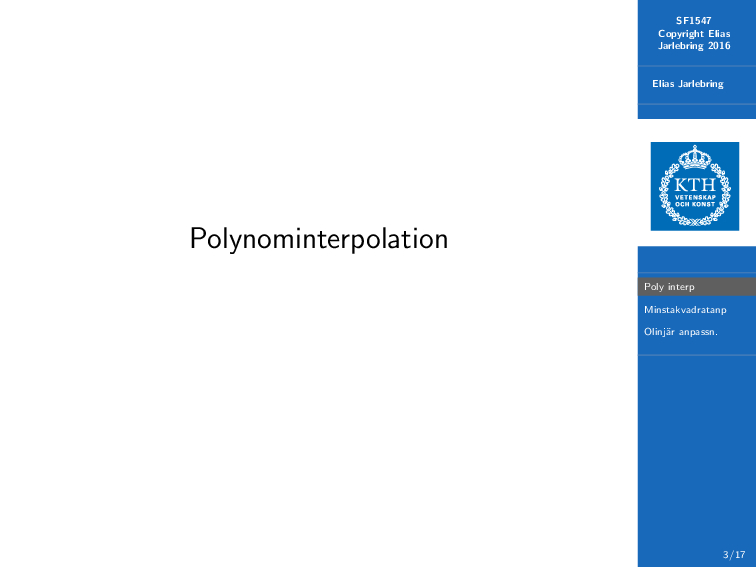 Polynominterpolation
SF1547
Copyright Elias
Jarlebring 2016
Elias Jarlebring
KTH
VETENSKAP
OCH KONST
Poly interp
Minstakvadratanp
Olinjär anpassn.
3/17